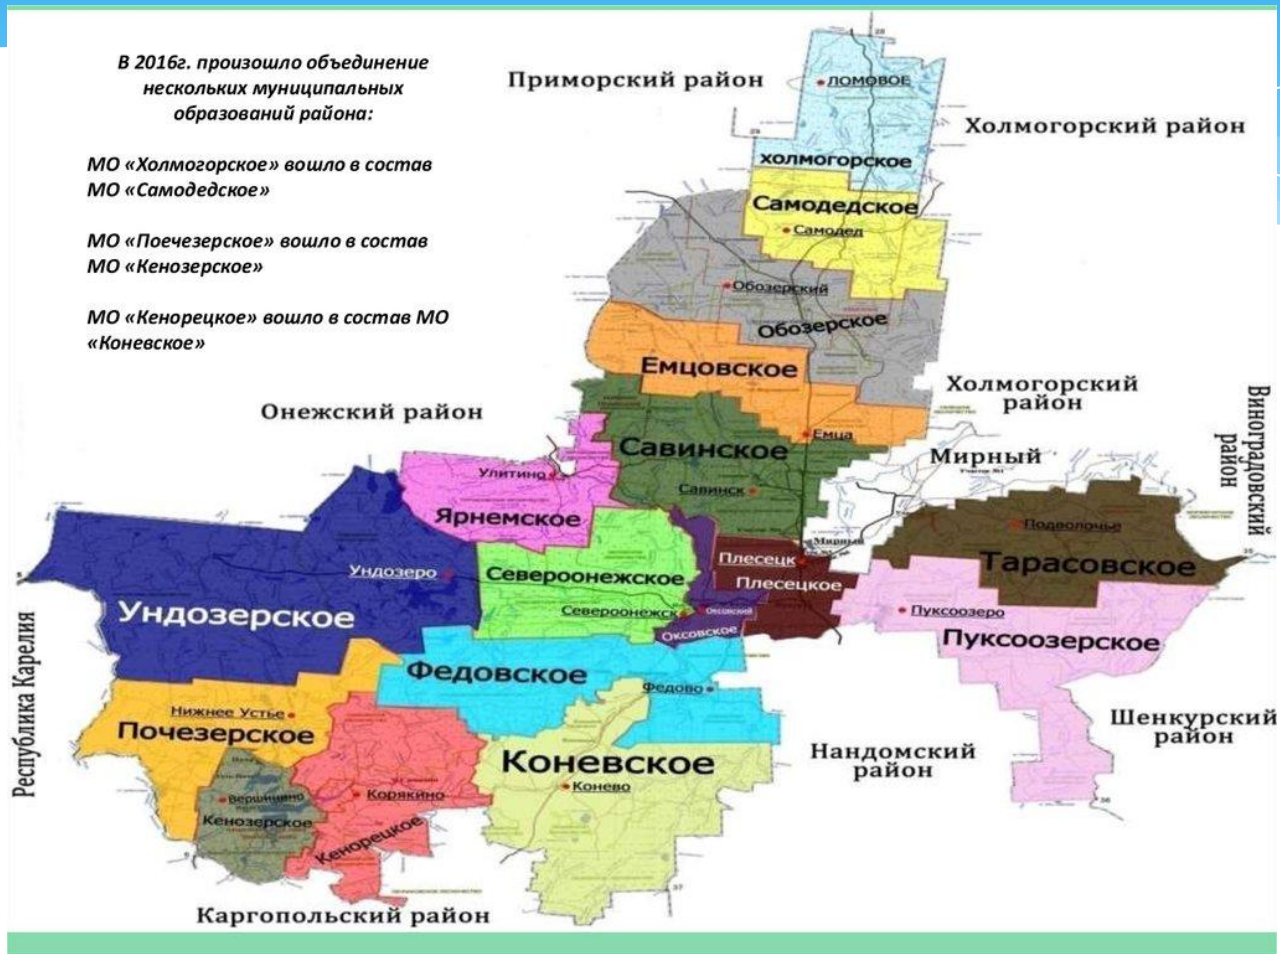 В 2016г. произошло объединение
нескольких муниципальных
образований района:
МО «Холмогорское» вошло в состав
МО «Самодедское»
МО «Поечезерское» вошло в состав
МО «Кенозерское»
МО «Кенорецкое» вошло в состав МО
«Коневское»
Приморский район
Холмогорский район
ЛОМОВОЕ
холмогорское
Самодедское
Самодед
Обозерский
Обозерское
Емцовское
Емца
Холмогорский
район
Онежский район
Виноградовский
район
Савинское
Савинск
Мирный
Улитино
Ярнемское
Подволочье
Тарасовское
Мирный
Плесецк
Плесецкое
Ундозеро
Ундозерское
Североонежское
Североонежск
Оксовский
Оксовское
Пуксоозеро
Пуксоозерское
Республика Карелия
Федовское
Федово
Нижнее Устье
Почезерское
Шенкурский
район
Нандомский
район
Коневское
Конево
Вершинино
Кенозерское
Корякино
Кенорецкое
Каргопольский район